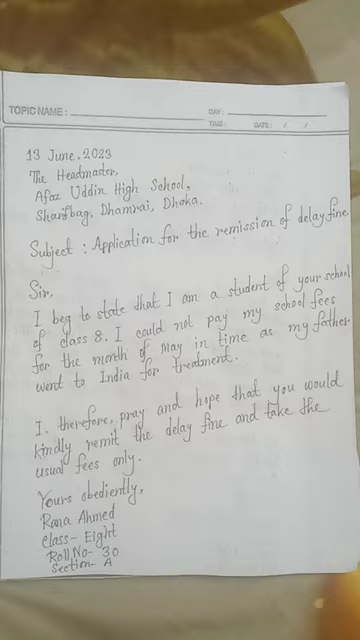 TOPIC NAME :
DAY :
TIME : DATE : / /
13 June, 2023
The Headmaster,
Afaz Uddin High School,
Sharifbag, Dhamrai, Dhaka.
Subject : Application for the remission of delay fine.
Sir,
I beg to state that I am a student of your school
of class 8. I could not pay my school fees
for the month of May in time as my father
went to India for treatment.
I, therefore, pray and hope that you would
kindly remit the delay fine and take the
usual fees only.
Yours obediently,
Rana Ahmed
Class- Eight
Roll No- 30
Section- A